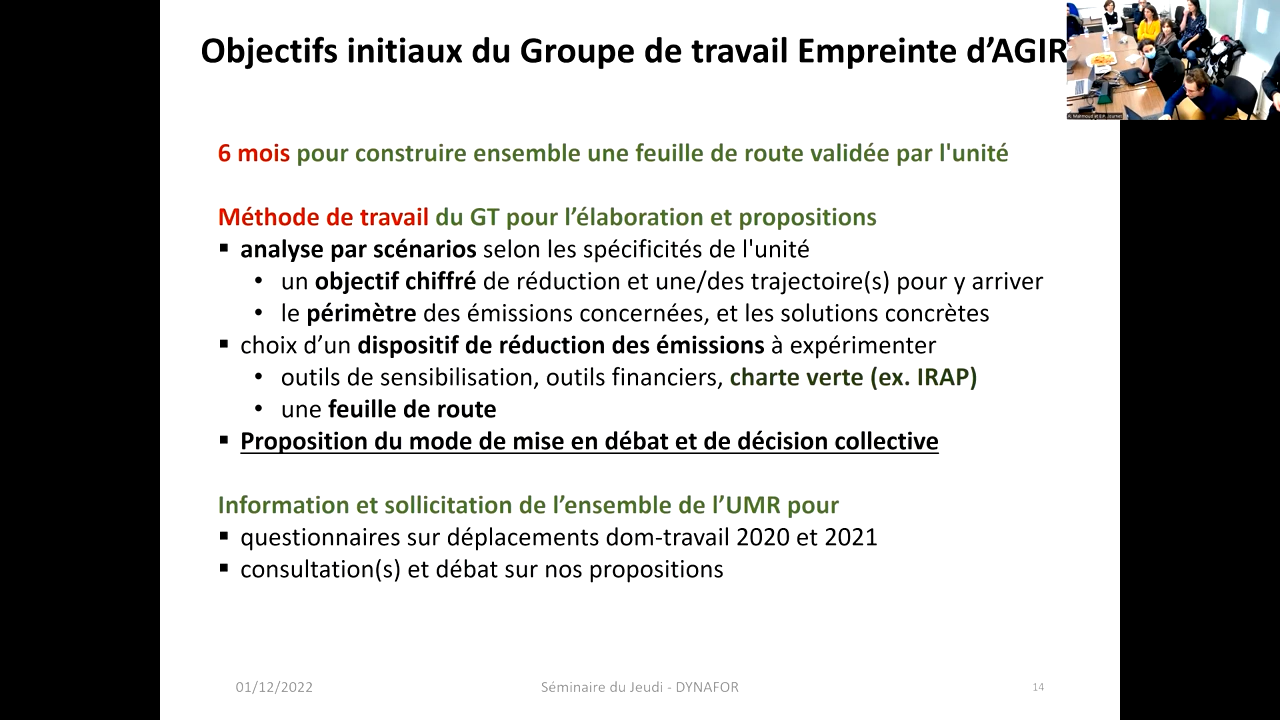 Objectifs initiaux du Groupe de travail Empreinte d’AGIR
6 mois pour construire ensemble une feuille de route validée par l'unité
Méthode de travail du GT pour l’élaboration et propositions
▪ analyse par scénarios selon les spécificités de l'unité
• un objectif chiffré de réduction et une/des trajectoire(s) pour y arriver
• le périmètre des émissions concernées, et les solutions concrètes
▪ choix d’un dispositif de réduction des émissions à expérimenter
• outils de sensibilisation, outils financiers, charte verte (ex. IRAP)
• une feuille de route
▪ Proposition du mode de mise en débat et de décision collective
Information et sollicitation de l’ensemble de l’UMR pour
▪ questionnaires sur déplacements dom-travail 2020 et 2021
▪ consultation(s) et débat sur nos propositions
01/12/2022
Séminaire du Jeudi - DYNAFOR
14